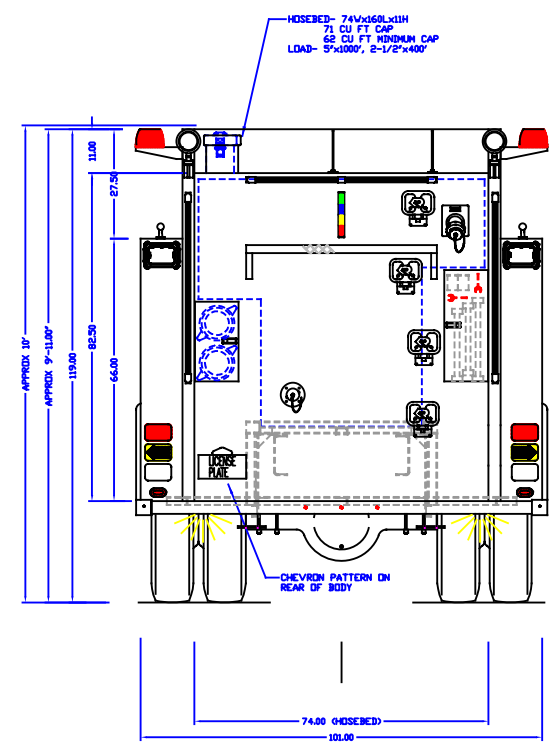 HOSEBED- 74Wx160Lx11H
71 CU FT CAP
62 CU FT MINIMUM CAP
LOAD- 5"x1000', 2-1/2"x400'
11.00
27.50
82.50
66.00
119.00
APPROX 9'-11.00"
APPROX 10'
LICENSE
PLATE
CHEVRON PATTERN ON
REAR OF BODY
74.00 (HOSEBED)
101.00